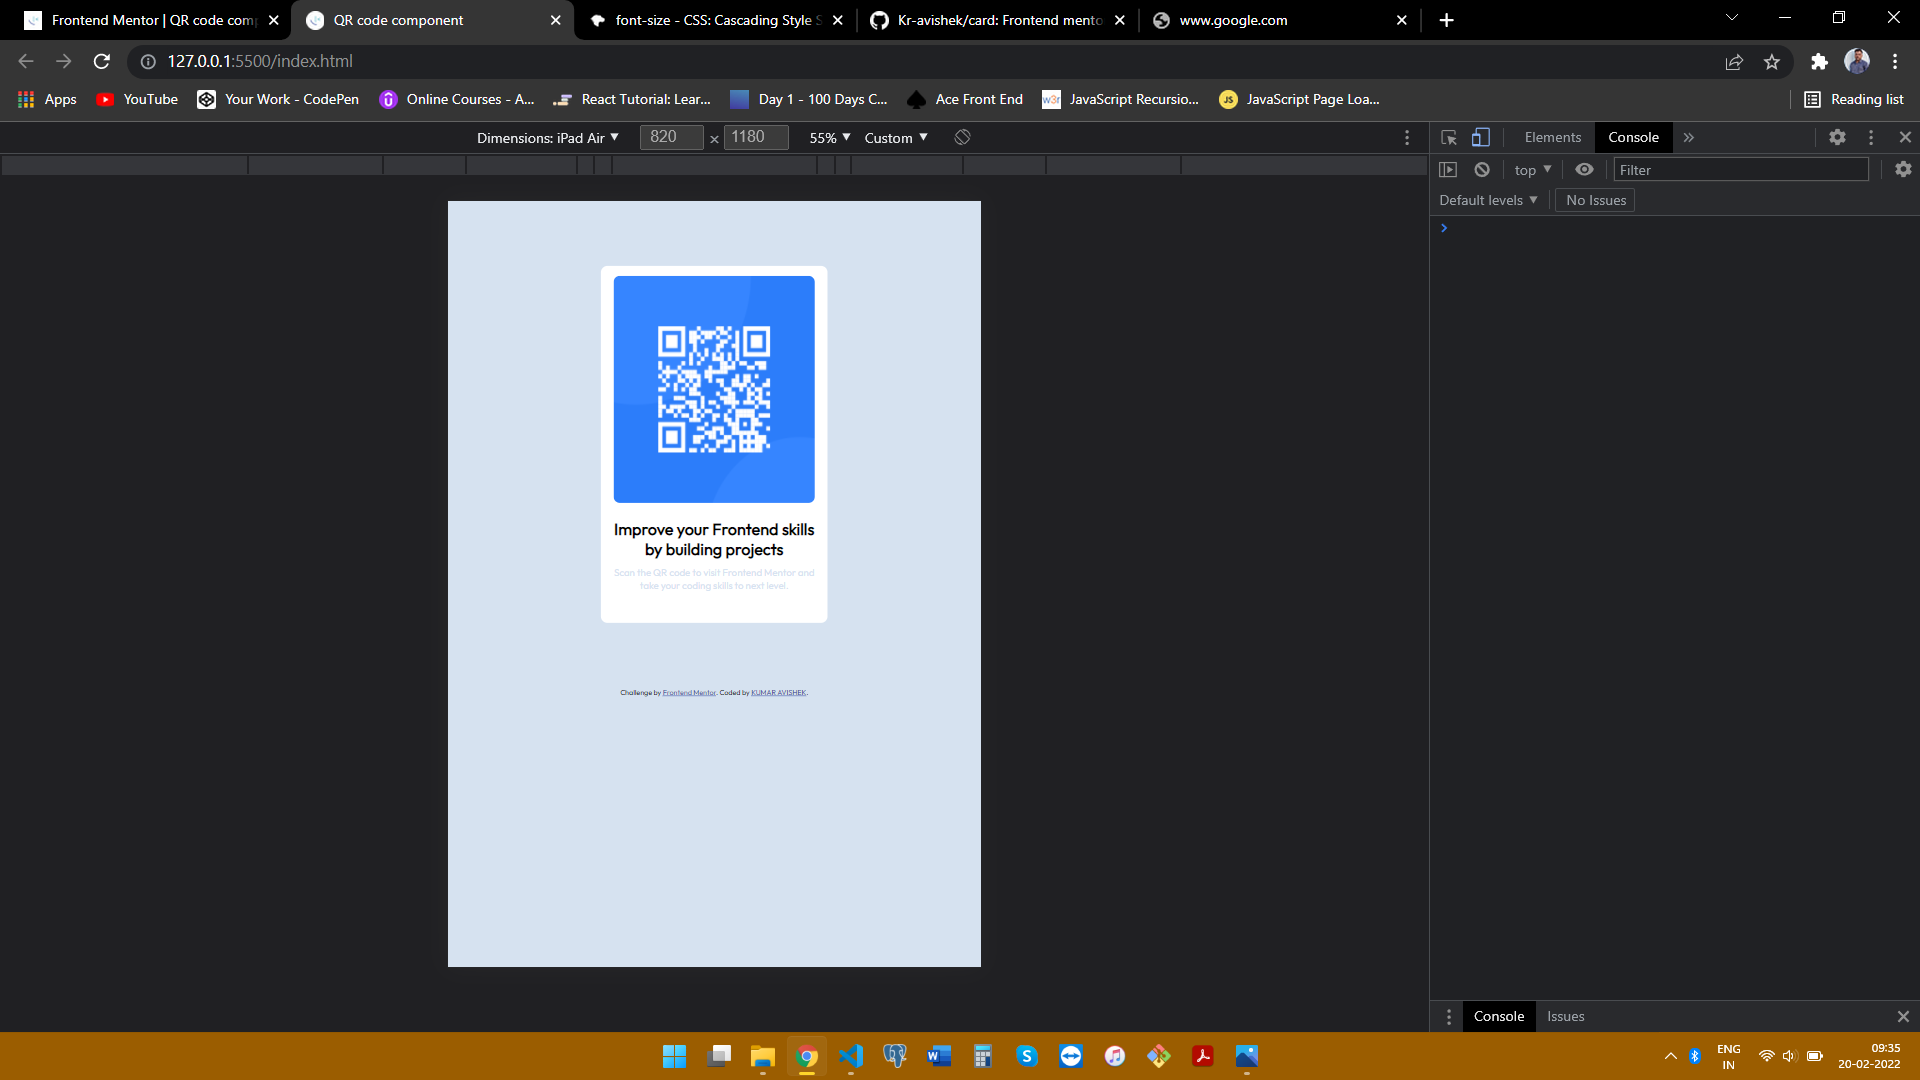 Frontend Mentor | QR code com
QR code component
font-size - CSS: Cascading Style S
Kr-avishek/card: Frontend mento
www.google.com
127.0.0.1:5500/index.html
Apps
YouTube
Your Work - CodePen
Online Courses - A...
React Tutorial: Lear...
Day 1 - 100 Days C...
Ace Front End
w3r
JavaScript Recursio...
JS
JavaScript Page Loa...
Reading list
Dimensions: iPad Air
820 × 1180
55%
Custom
Elements
Console
top
Filter
Default levels
No Issues
Improve your Frontend skills
by building projects
Scan the QR code to visit Frontend Mentor and
take your coding skills to next level.
Challenge by Frontend Mentor. Coded by KUMAR AVISHEK.
Console
Issues
ENG
IN
09:35
20-02-2022